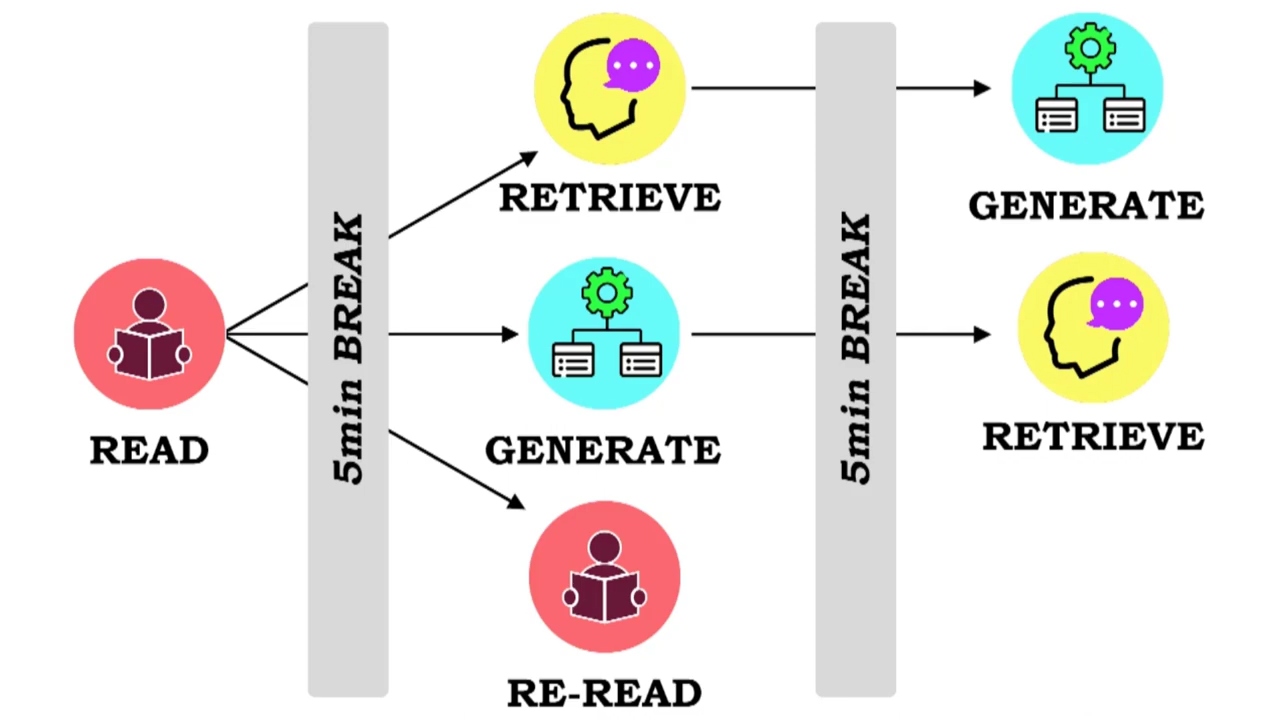 READ
5min BREAK
RETRIEVE
GENERATE
RE-READ
5min BREAK
GENERATE
RETRIEVE